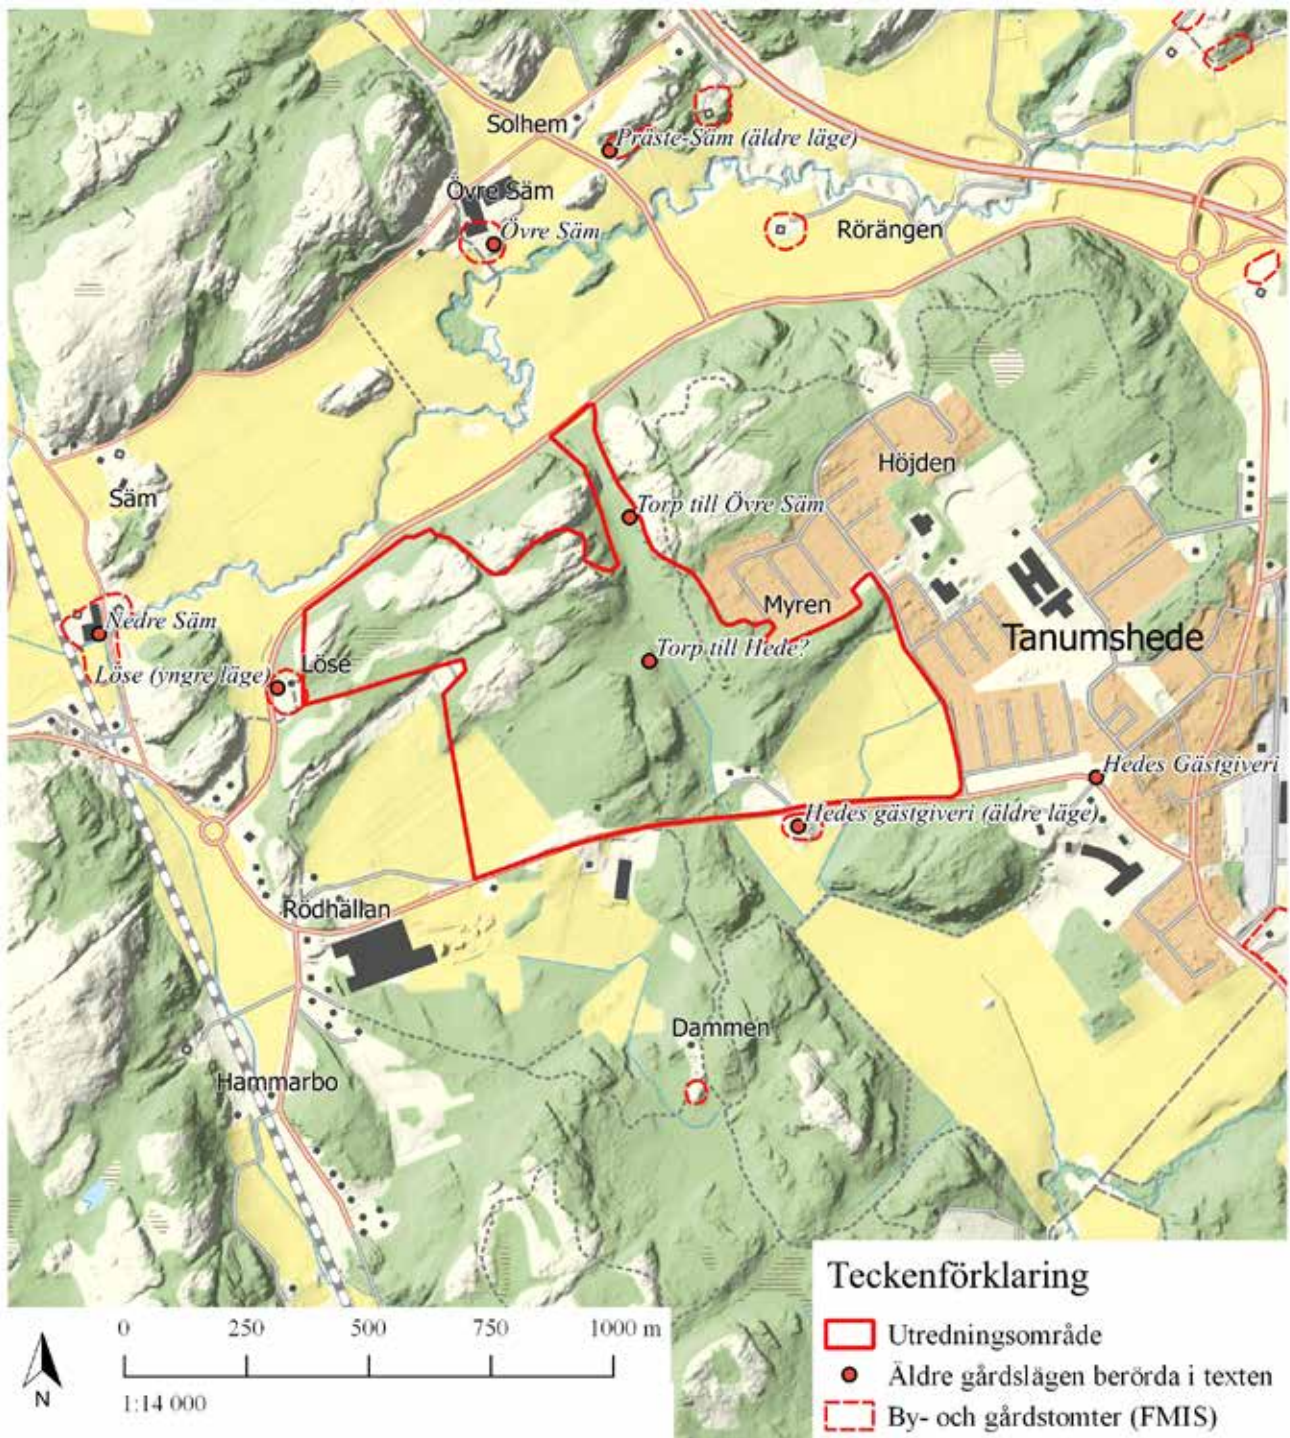 Solhem
Präste-Säm (äldre läge)
Övre Säm
Övre Säm
Rörängen
Höjden
Säm
Torp till Övre Säm
Myren
Nedre Säm
Tanumshede
Torp till Hede?
Löse
Löse (yngre läge)
Hedes Gästgiveri
Hedes gästgiveri (äldre läge)
Rödhällan
Dammen
Hammarbo
Teckenförklaring
Utredningsområde
Äldre gårdslägen berörda i texten
By- och gårdstomter (FMIS)
0 250 500 750 1000 m
N
1:14 000